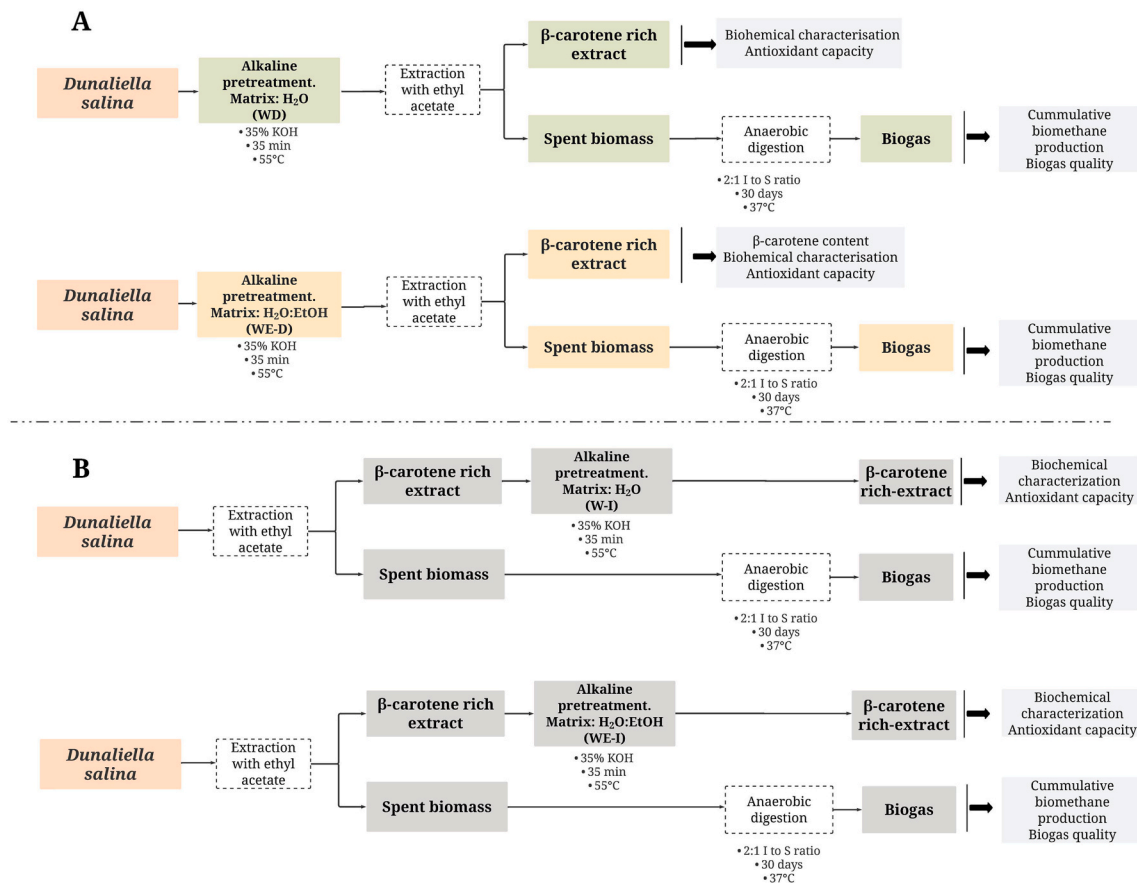 A
Dunaliella
salina
Alkaline
pretreatment.
Matrix: H₂O
(WD)
• 35% KOH
• 35 min
• 55°C
Extraction
with ethyl
acetate
β-carotene rich
extract
Biohemical characterisation
Antioxidant capacity
Spent biomass
Anaerobic
digestion
• 2:1 I to S ratio
• 30 days
• 37°C
Biogas
Cummulative
biomethane
production
Biogas quality
Dunaliella
salina
Alkaline
pretreatment.
Matrix: H₂O:EtOH
(WE-D)
• 35% KOH
• 35 min
• 55°C
Extraction
with ethyl
acetate
β-carotene rich
extract
β-carotene content
Biohemical characterisation
Antioxidant capacity
Spent biomass
Anaerobic
digestion
• 2:1 I to S ratio
• 30 days
• 37°C
Biogas
Cummulative
biomethane
production
Biogas quality
B
Dunaliella
salina
Extraction
with ethyl
acetate
β-carotene rich
extract
Alkaline
pretreatment.
Matrix: H₂O
(W-I)
• 35% KOH
• 35 min
• 55°C
β-carotene
rich-extract
Biochemical
characterization
Antioxidant capacity
Spent biomass
Anaerobic
digestion
• 2:1 I to S ratio
• 30 days
• 37°C
Biogas
Cummulative
biomethane
production
Biogas quality
Dunaliella
salina
Extraction
with ethyl
acetate
β-carotene rich
extract
Alkaline
pretreatment.
Matrix: H₂O:EtOH
(WE-I)
• 35% KOH
• 35 min
• 55°C
β-carotene
rich-extract
Biochemical
characterization
Antioxidant capacity
Spent biomass
Anaerobic
digestion
• 2:1 I to S ratio
• 30 days
• 37°C
Biogas
Cummulative
biomethane
production
Biogas quality